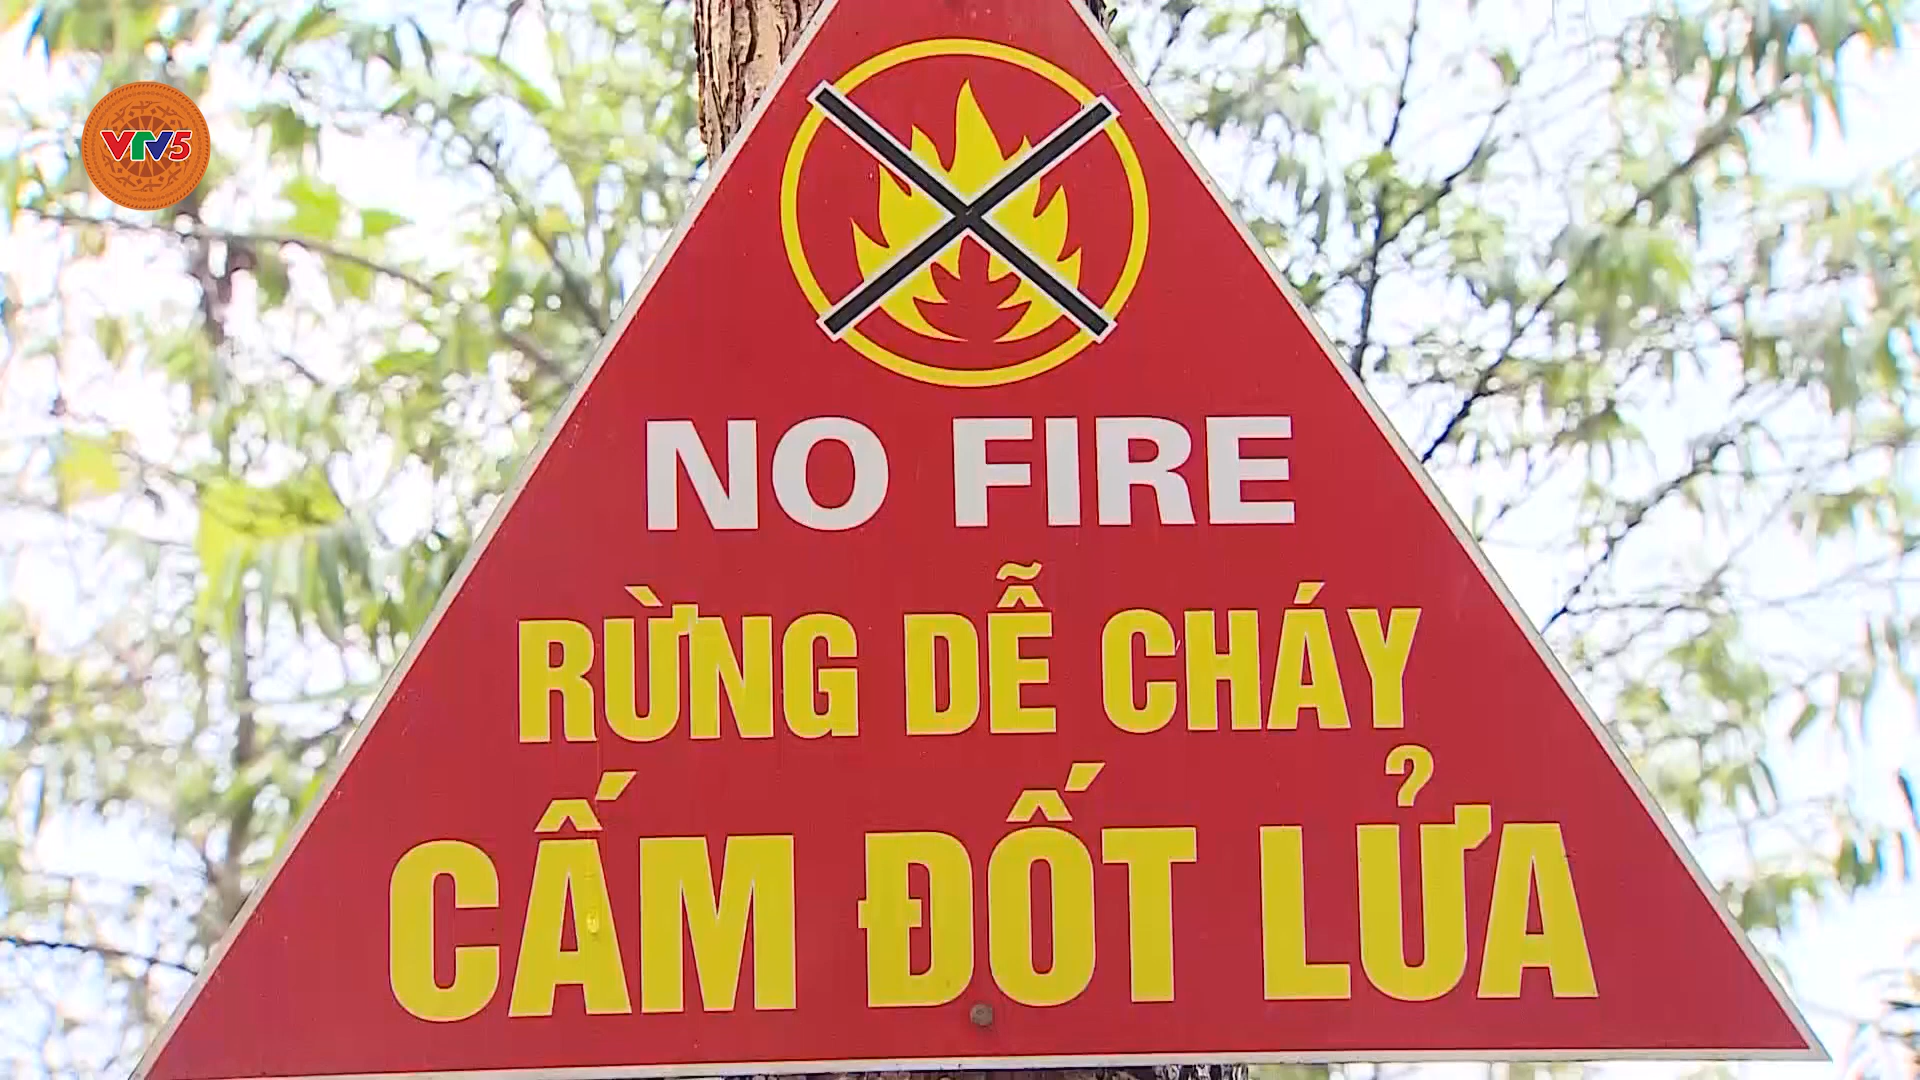 VTV5
NO FIRE
RỪNG DỄ CHÁY
CẤM ĐỐT LỬA